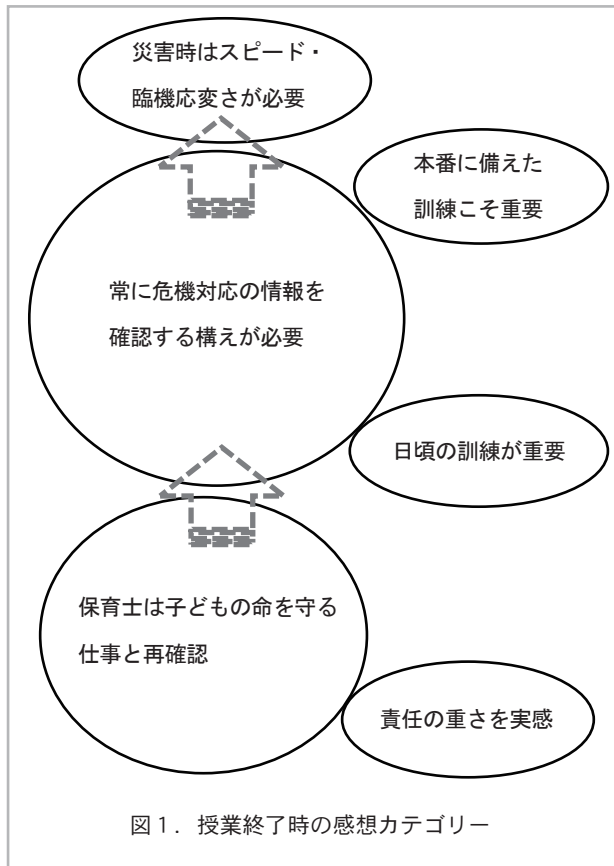 災害時はスピード・
臨機応変さが必要
本番に備えた
訓練こそ重要
常に危機対応の情報を
確認する構えが必要
日頃の訓練が重要
保育士は子どもの命を守る
仕事と再確認
責任の重さを実感
図1．授業終了時の感想カテゴリー